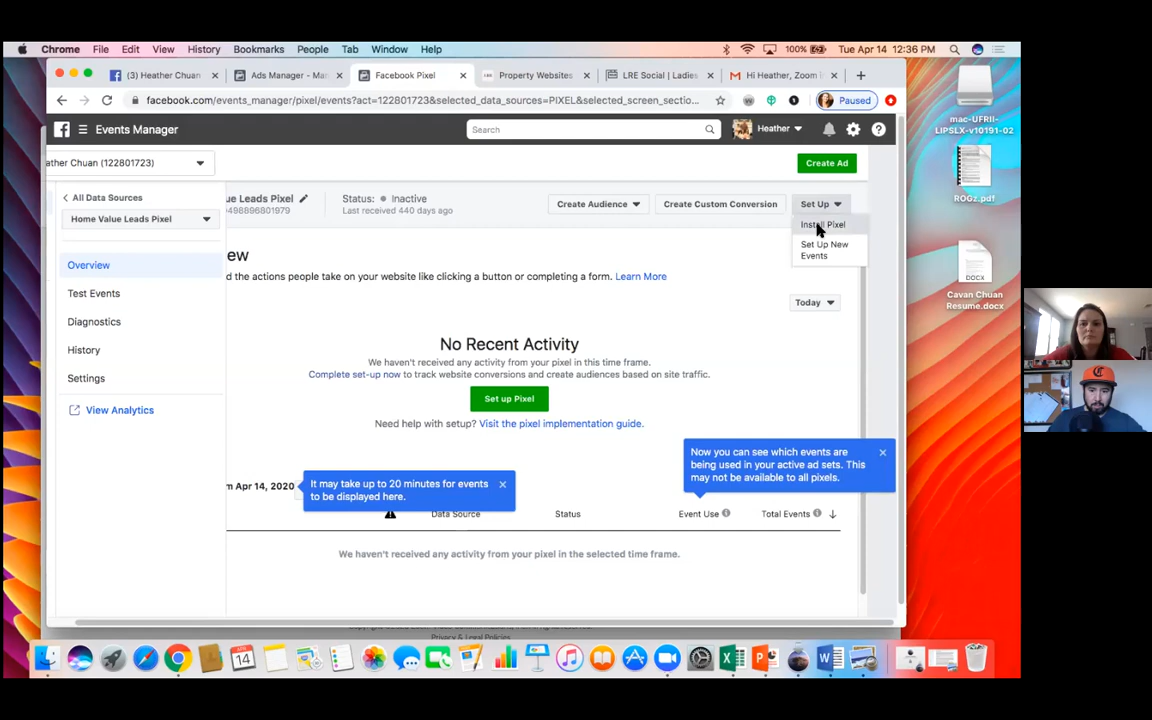 Chrome File Edit View History Bookmarks People Tab Window Help 100% Tue Apr 14 12:36 PM
(3) Heather Chuan Ads Manager - Man Facebook Pixel Property Websites LRE Social | Ladies Hi Heather, Zoom i
facebook.com/events_manager/pixel/events?act=122801723&selected_data_sources=PIXEL&selected_screen_sectio... Paused
Events Manager Search Heather
ather Chuan (122801723) Create Ad
All Data Sources
Home Value Leads Pixel
Overview
Test Events
Diagnostics
History
Settings
View Analytics
ue Leads Pixel
498896801979
Status: Inactive
Last received 440 days ago
Create Audience Create Custom Conversion Set Up
Install Pixel
Set Up New
Events
ew
d the actions people take on your website like clicking a button or completing a form. Learn More
Today
No Recent Activity
We haven't received any activity from your pixel in this time frame.
Complete set-up now to track website conversions and create audiences based on site traffic.
Set up Pixel
Need help with setup? Visit the pixel implementation guide.
Now you can see which events are
being used in your active ad sets. This
may not be available to all pixels.
m Apr 14, 2020
It may take up to 20 minutes for events
to be displayed here.
Data Source Status Event Use Total Events
We haven't received any activity from your pixel in the selected time frame.
Privacy & Legal Policies
mac-UFRII-
LIPSLX-v10191-02
ROGz.pdf
DOCX
Cavan Chuan
Resume.docx
APR
14